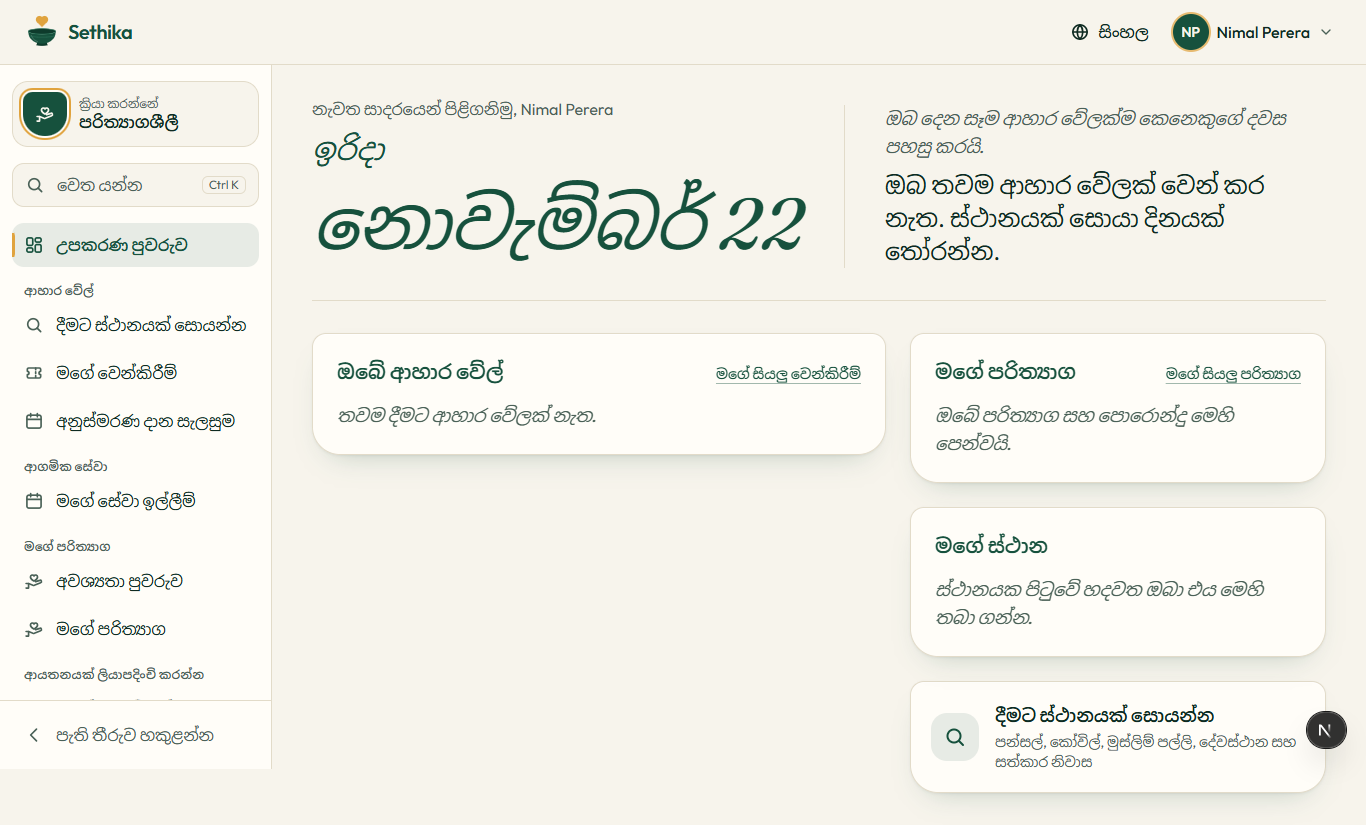 Sethika
සිංහල
NP
Nimal Perera
ක්‍රියා කරන්නේ
පරිත්‍යාගශීලී
වෙත යන්න
Ctrl K
උපකරණ පුවරුව
ආහාර වේල්
දීමට ස්ථානයක් සොයන්න
මගේ වෙන්කිරීම්
අනුස්මරණ දාන සැලසුම
ආගමික සේවා
මගේ සේවා ඉල්ලීම්
මගේ පරිත්‍යාග
අවශ්‍යතා පුවරුව
මගේ පරිත්‍යාග
ආයතනයක් ලියාපදිංචි කරන්න
පැති තීරුව හකුළන්න
නැවත සාදරයෙන් පිළිගනිමු, Nimal Perera
ඉරිදා
නොවැම්බර් 22
ඔබ දෙන සෑම ආහාර වේලක්ම කෙනෙකුගේ දවස
පහසු කරයි.
ඔබ තවම ආහාර වේලක් වෙන් කර
නැත. ස්ථානයක් සොයා දිනයක්
තෝරන්න.
ඔබේ ආහාර වේල්
මගේ සියලු වෙන්කිරීම්
තවම දීමට ආහාර වේලක් නැත.
මගේ පරිත්‍යාග
මගේ සියලු පරිත්‍යාග
ඔබේ පරිත්‍යාග සහ පොරොන්දු මෙහි
පෙන්වයි.
මගේ ස්ථාන
ස්ථානයක පිටුවේ හදවත ඔබා එය මෙහි
තබා ගන්න.
දීමට ස්ථානයක් සොයන්න
පන්සල්, කෝවිල්, මුස්ලිම් පල්ලි, දේවස්ථාන සහ
සත්කාර නිවාස
N